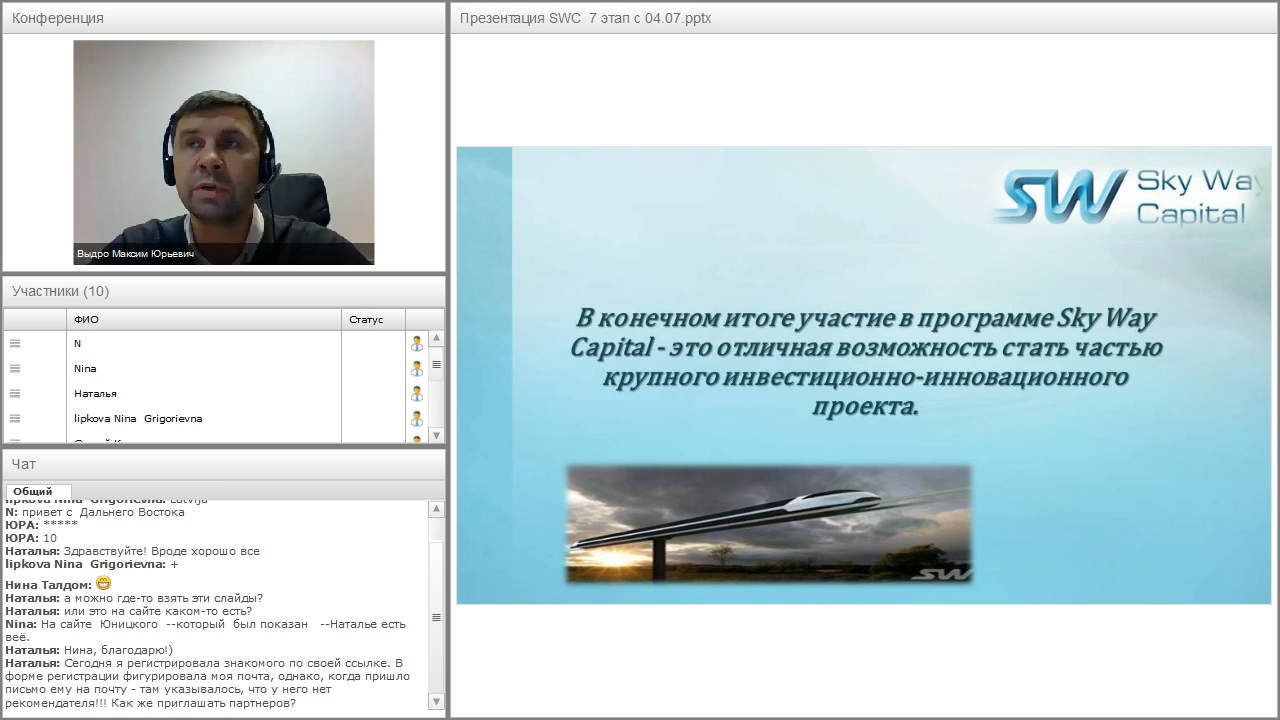 Конференция
Выдро Максим Юрьевич
Участники (10)
ФИО
Статус
N
Nina
Наталья
lipkova Nina Grigorievna
Чат
Общий
lipkova Nina Grigorievna: Latvija
N: привет с Дальнего Востока
ЮРА: *****
ЮРА: 10
Наталья: Здравствуйте! Вроде хорошо все
lipkova Nina Grigorievna: +
Нина Талдом:
Наталья: а можно где-то взять эти слайды?
Наталья: или это на сайте каком-то есть?
Nina: На сайте Юницкого --который был показан --Наталье есть
веё.
Наталья: Нина, благодарю!)
Наталья: Сегодня я регистрировала знакомого по своей ссылке. В
форме регистрации фигурировала моя почта, однако, когда пришло
письмо ему на почту - там указывалось, что у него нет
рекомендателя!!! Как же приглашать партнеров?
Презентация SWC 7 этап с 04.07.pptx
SW Sky Way
Capital
В конечном итоге участие в программе Sky Way
Capital - это отличная возможность стать частью
крупного инвестиционно-инновационного
проекта.
SW